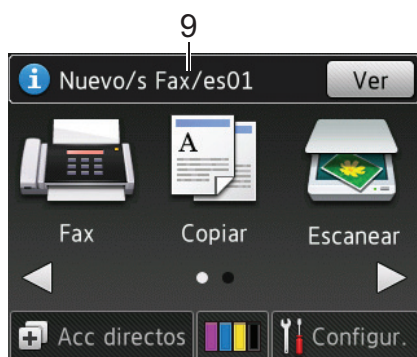 9
Nuevo/s Fax/es01 Ver
A
Fax Copiar Escanear
Acc directos Configur.